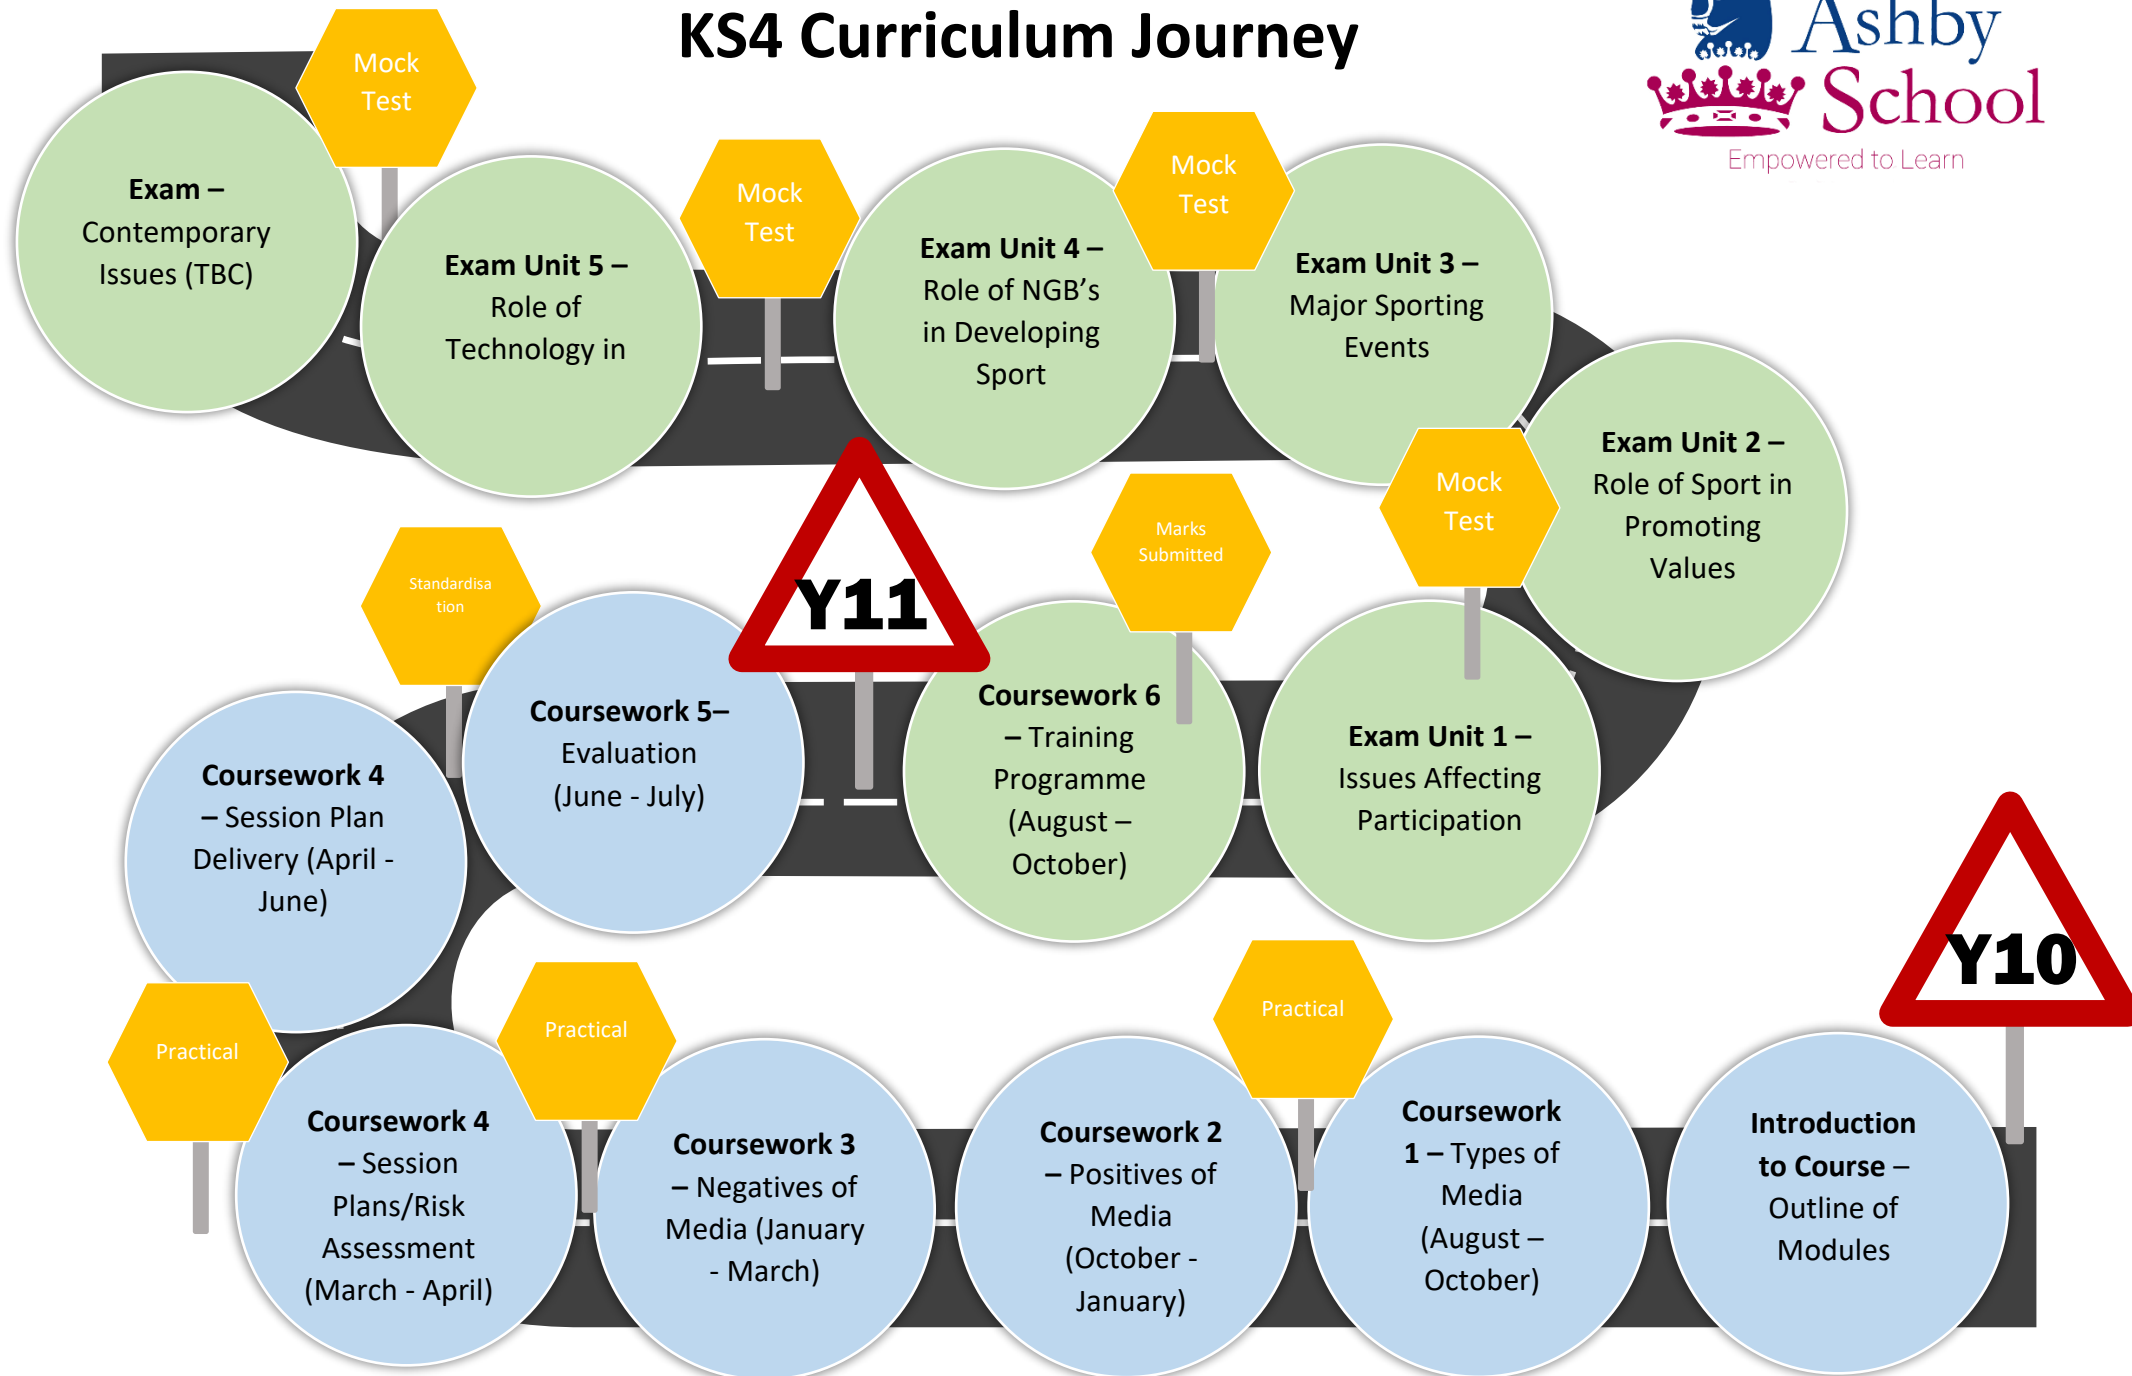 KS4 Curriculum Journey
Ashby
School
Empowered to Learn
Mock
Test
Exam –
Contemporary
Issues (TBC)
Exam Unit 5 –
Role of
Technology in
Mock
Test
Exam Unit 4 –
Role of NGB’s
in Developing
Sport
Mock
Test
Exam Unit 3 –
Major Sporting
Events
Exam Unit 2 –
Role of Sport in
Promoting
Values
Mock
Test
Marks
Submitted
Y11
Standardisa
tion
Coursework 4
– Session Plan
Delivery (April -
June)
Coursework 5–
Evaluation
(June - July)
Coursework 6
– Training
Programme
(August –
October)
Exam Unit 1 –
Issues Affecting
Participation
Y10
Practical
Practical
Practical
Coursework 4
– Session
Plans/Risk
Assessment
(March - April)
Coursework 3
– Negatives of
Media (January
- March)
Coursework 2
– Positives of
Media
(October -
January)
Coursework
1 – Types of
Media
(August –
October)
Introduction
to Course –
Outline of
Modules